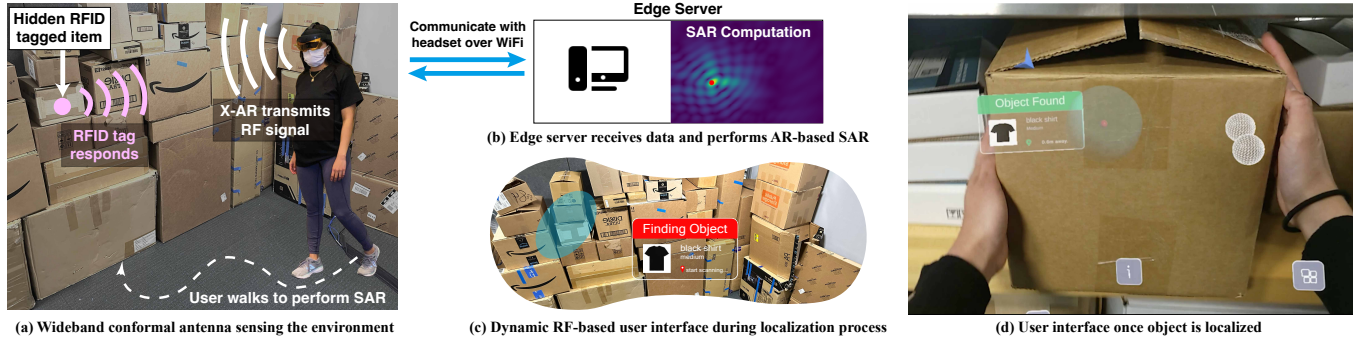 Hidden RFID
tagged item
RFID tag
responds
X-AR transmits
RF signal
User walks to perform SAR
(a) Wideband conformal antenna sensing the environment
Communicate with
headset over WiFi
Edge Server
SAR Computation
(b) Edge server receives data and performs AR-based SAR
Finding Object
black shirt
medium
start scanning...
(c) Dynamic RF-based user interface during localization process
Object Found
black shirt
Medium
i
(d) User interface once object is localized